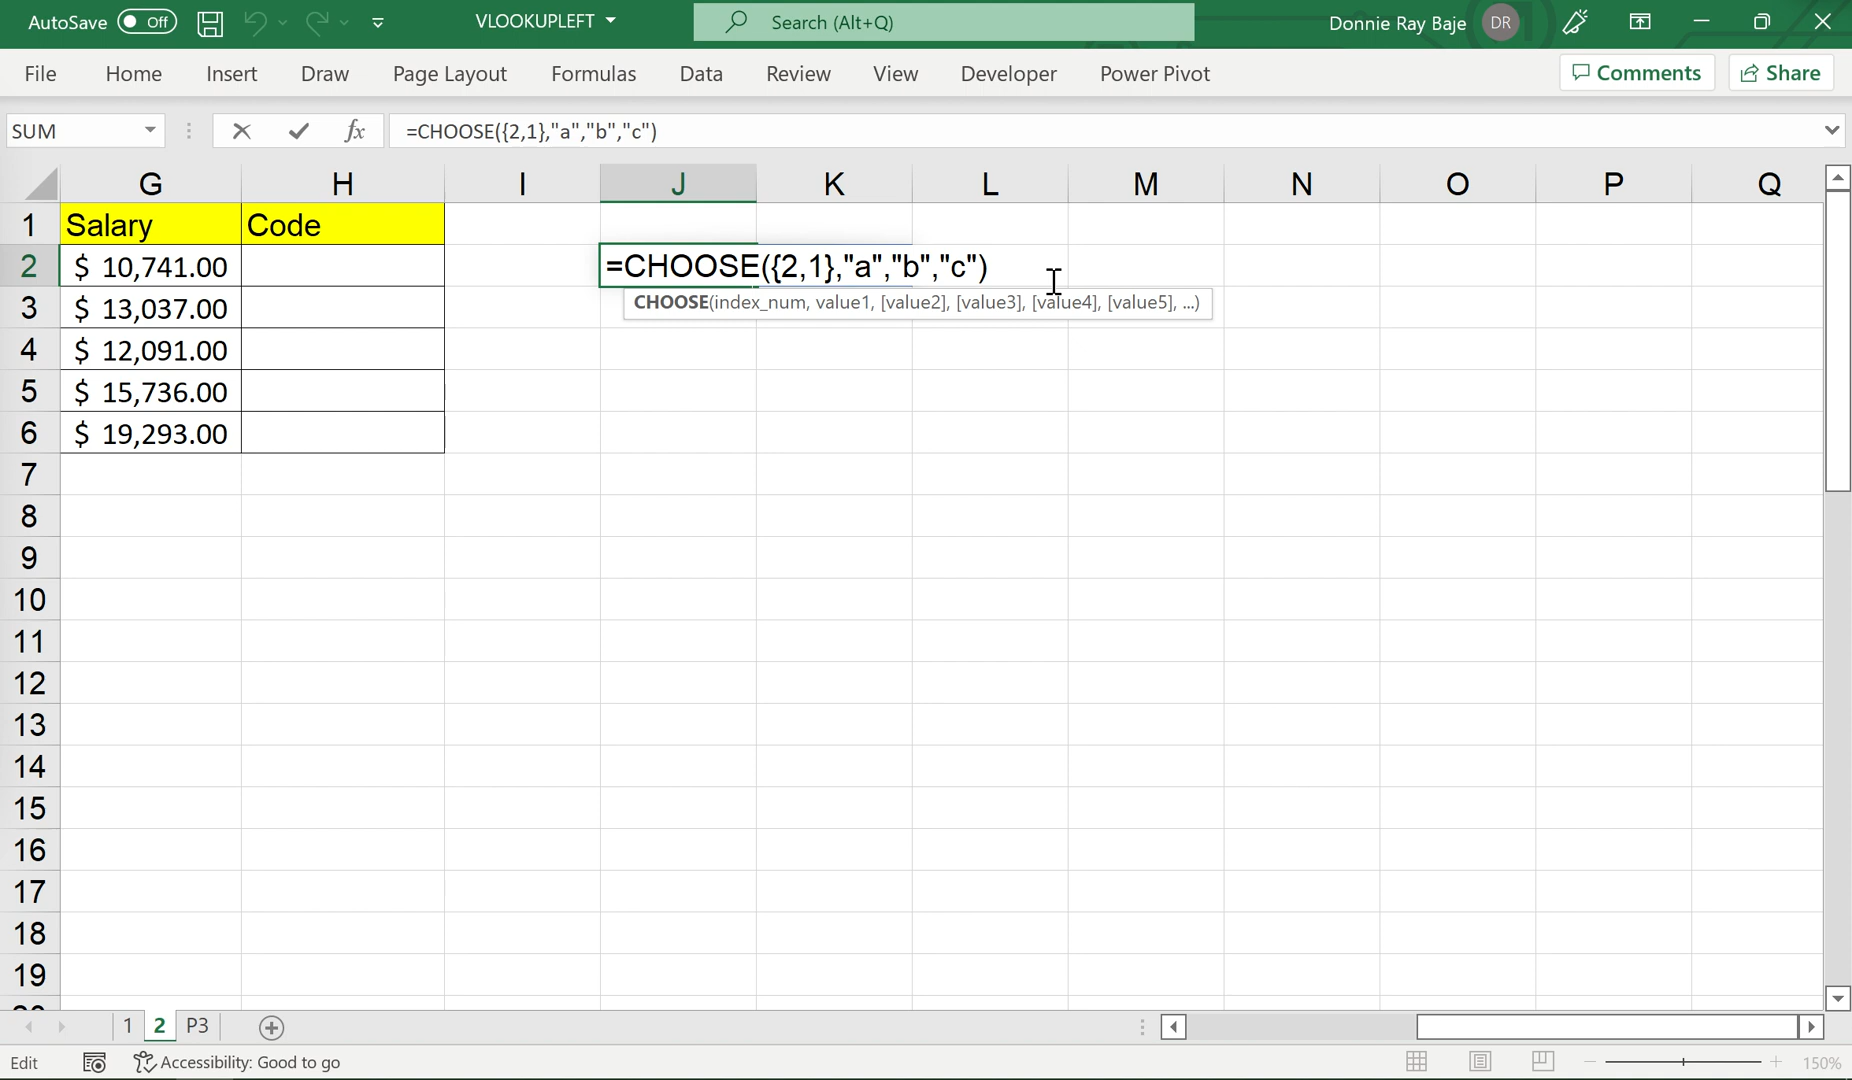 AutoSave Off VLOOKUPLEFT Search (Alt+Q) Donnie Ray Baje DR
File Home Insert Draw Page Layout Formulas Data Review View Developer Power Pivot Comments Share
SUM fx =CHOOSE({2,1},"a","b","c")
G H I J K L M N O P Q
1 Salary Code
2 $ 10,741.00 =CHOOSE({2,1},"a","b","c")
CHOOSE(index_num, value1, [value2], [value3], [value4], [value5], ...)
3 $ 13,037.00
4 $ 12,091.00
5 $ 15,736.00
6 $ 19,293.00
7
8
9
10
11
12
13
14
15
16
17
18
19
1 2 P3
Edit Accessibility: Good to go 150%